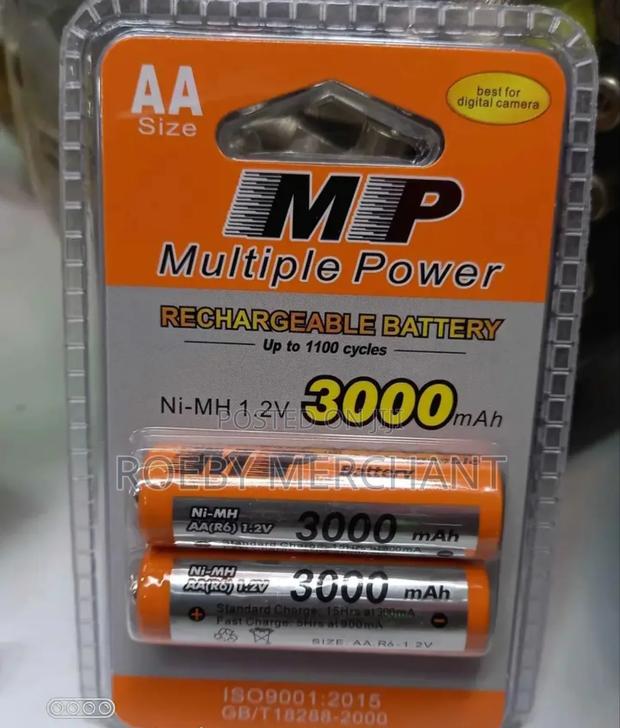 AA
Size
best for
digital camera
MP
Multiple Power
RECHARGEABLE BATTERY
Up to 1100 cycles
Ni-MH 1.2V 3000 mAh
POSTED ON JIJI
ROEBY MERCHANT
Battery
Ni-MH
AA(R6) 1.2V
3000 mAh
Ni-MH
AA(R6) 1.2V
3000 mAh
Standard Charge: 15Hrs at 300mA
Fast Charge: 5Hrs at 900mA
SIZE: AA. R6-1.2V
ISO9001:2015
GB/T18288-2000